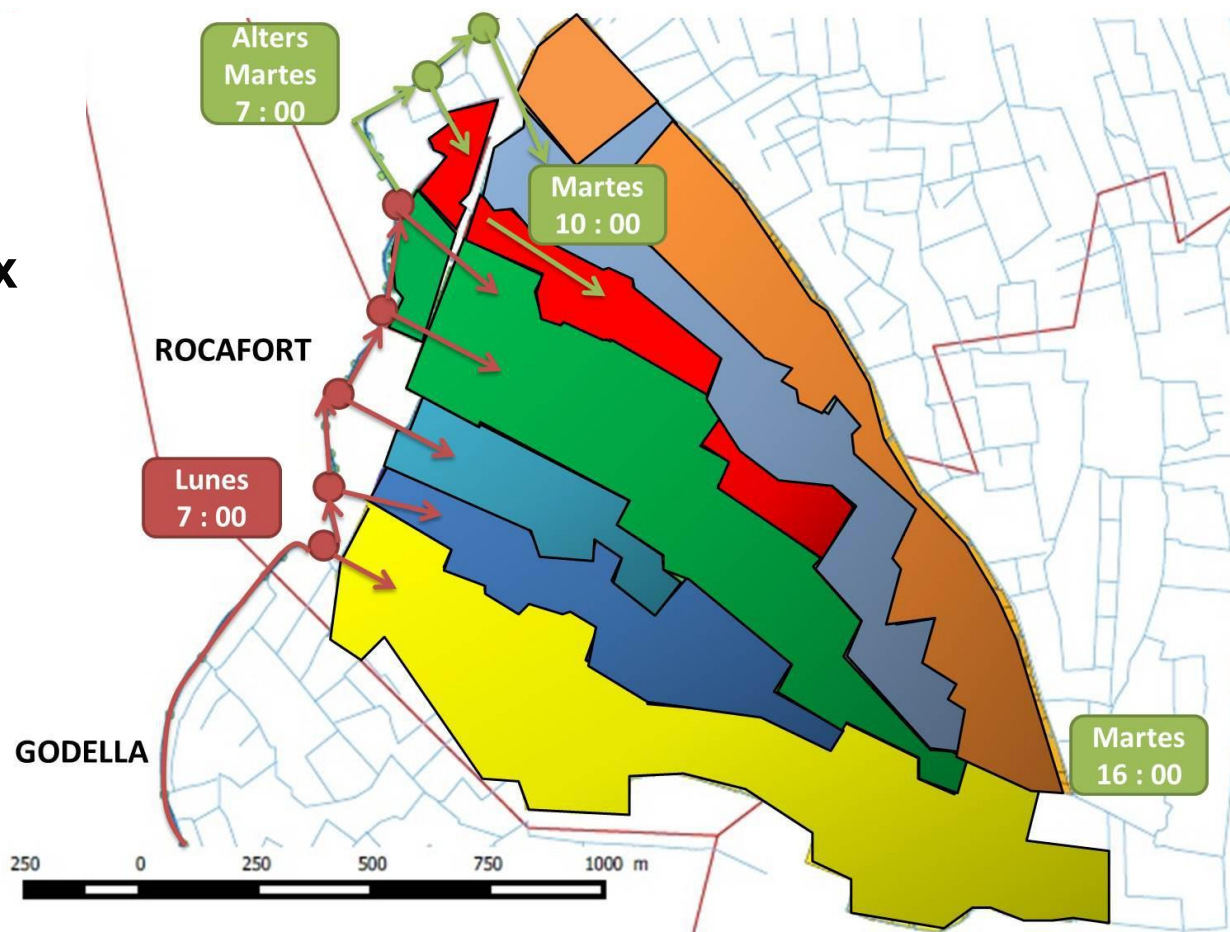 Alters
Martes
7 : 00
Martes
10 : 00
x
ROCAFORT
Lunes
7 : 00
GODELLA
Martes
16 : 00
250 0 250 500 750 1000 m